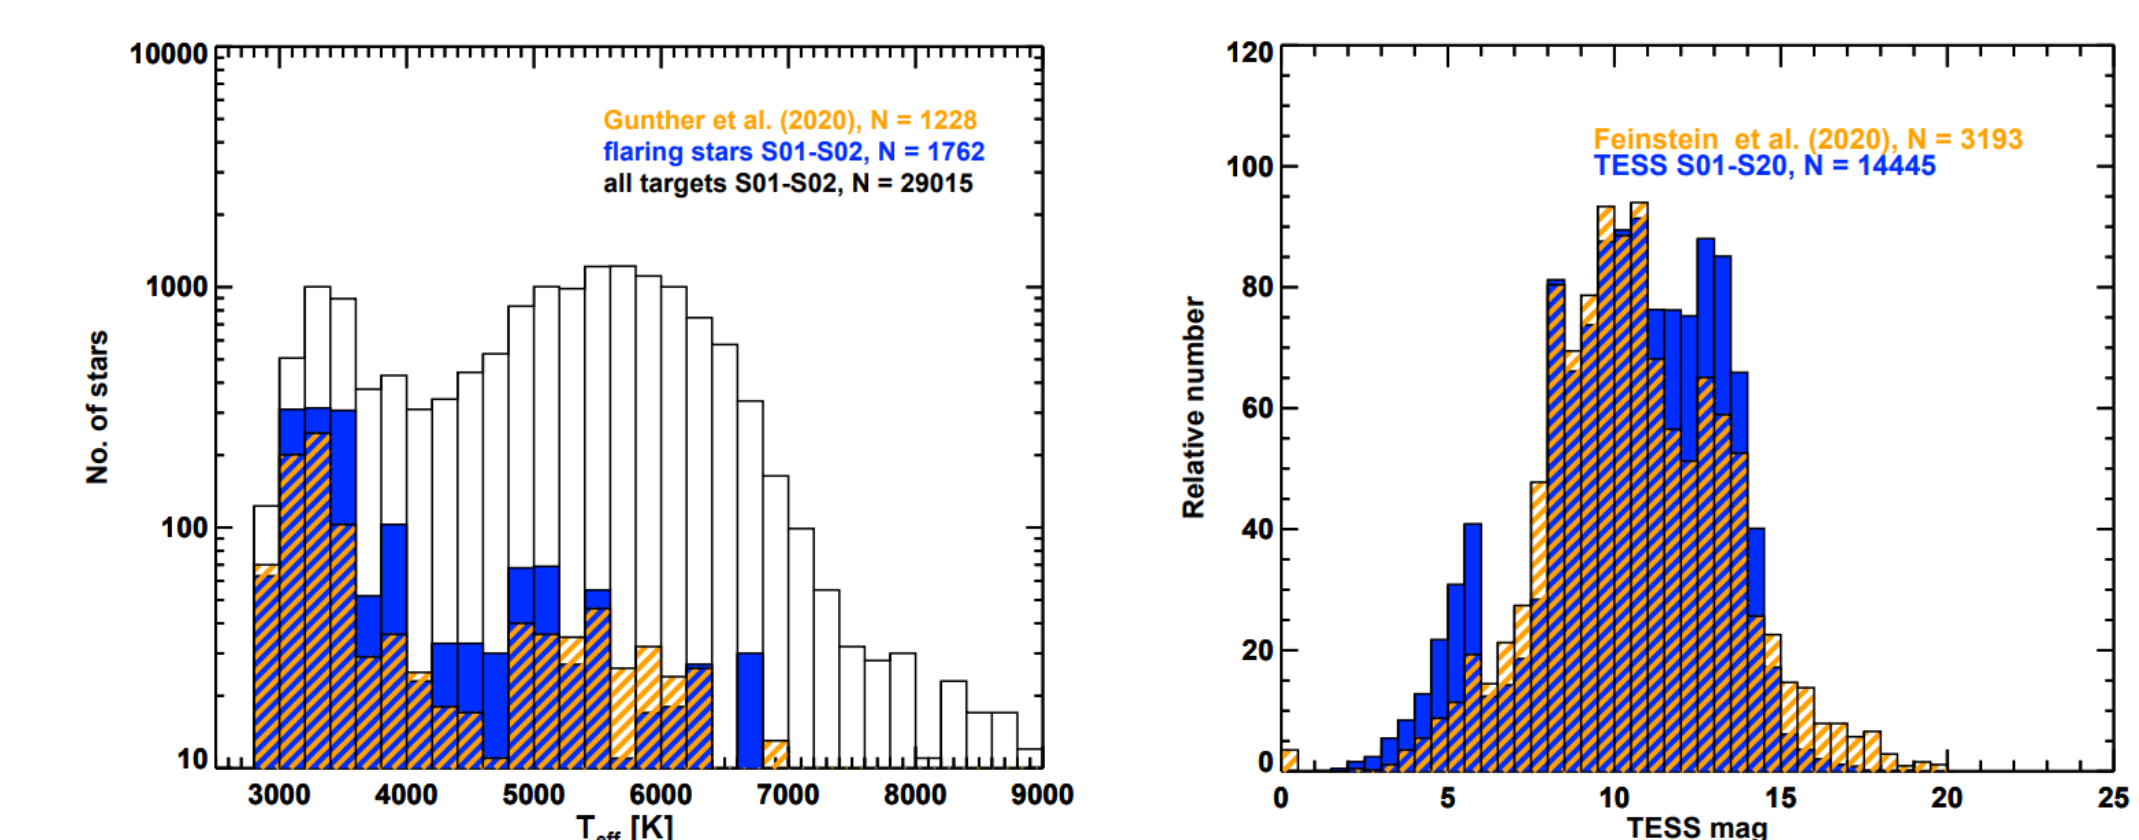 10000
1000
100
10
No. of stars
Gunther et al. (2020), N = 1228
flaring stars S01-S02, N = 1762
all targets S01-S02, N = 29015
3000 4000 5000 6000 7000 8000 9000
Teff [K]
120
100
80
60
40
20
0
Relative number
Feinstein et al. (2020), N = 3193
TESS S01-S20, N = 14445
0 5 10 15 20 25
TESS mag